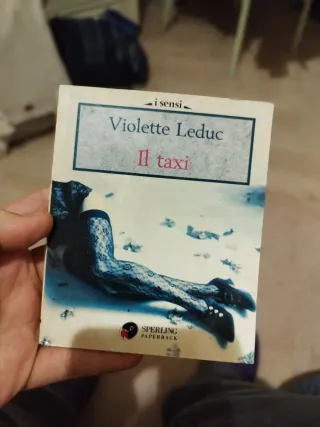 i sensi
Violette Leduc
Il taxi
SPERLING
PAPERBACK